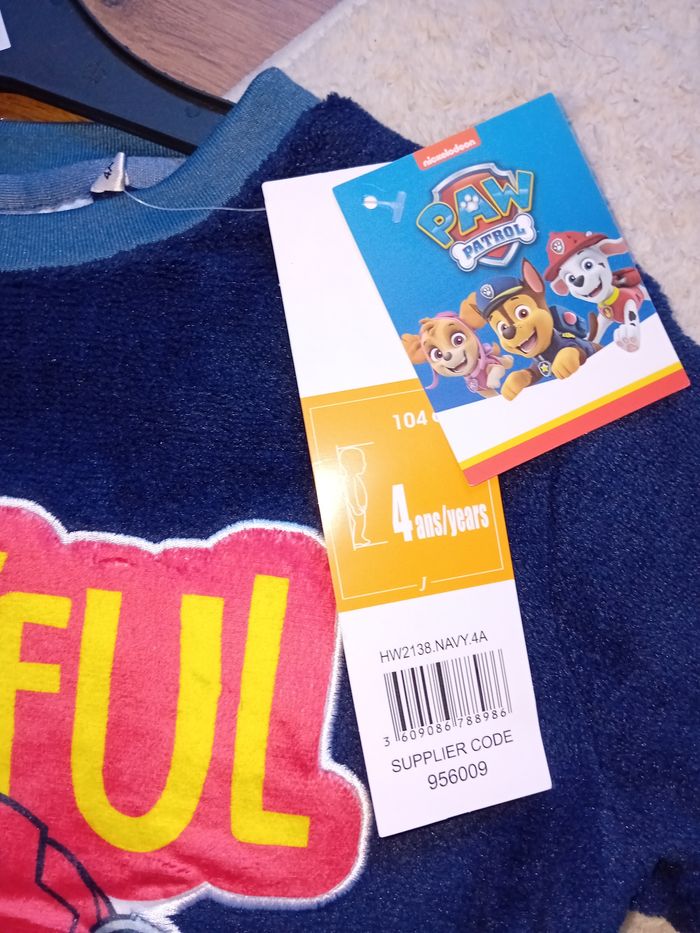 nickelodeon
PAW
PATROL
104
4 ans/years
J
HW2138.NAVY.4A
3 609086 788986
SUPPLIER CODE
956009
FUL